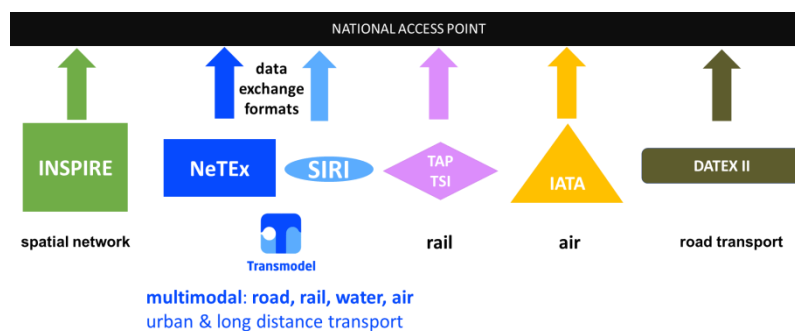 NATIONAL ACCESS POINT
data
exchange
formats
INSPIRE
NeTEx
SIRI
TAP
TSI
IATA
DATEX II
spatial network
Transmodel
rail
air
road transport
multimodal: road, rail, water, air
urban & long distance transport